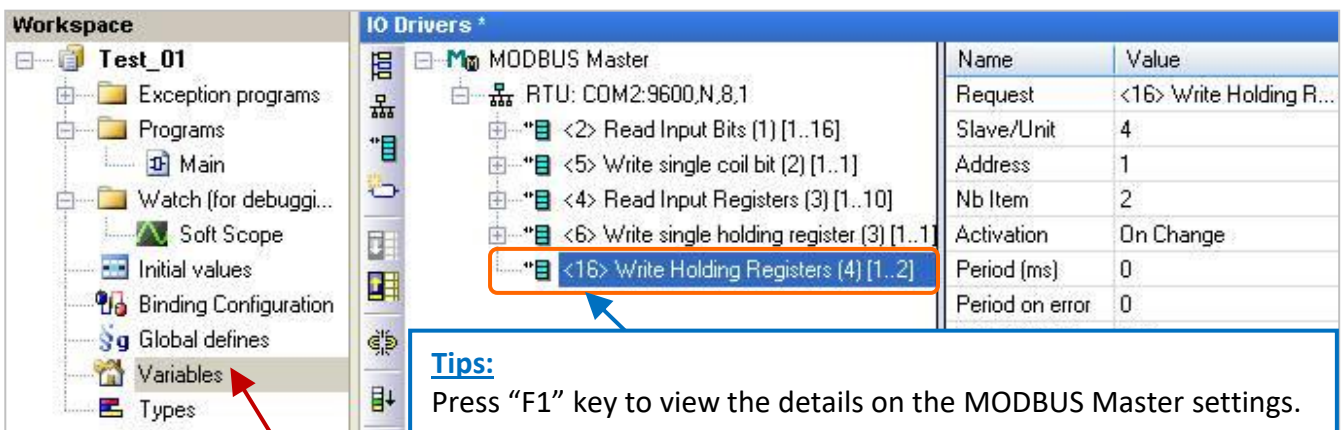 Workspace
Test_01
Exception programs
Programs
Main
Watch (for debuggi...
Soft Scope
Initial values
Binding Configuration
Global defines
Variables
Types
IO Drivers *
MODBUS Master
RTU: COM2:9600,N,8,1
<2> Read Input Bits (1) [1..16]
<5> Write single coil bit (2) [1..1]
<4> Read Input Registers (3) [1..10]
<6> Write single holding register (3) [1..1]
<16> Write Holding Registers (4) [1..2]
Name Value
Request <16> Write Holding R...
Slave/Unit 4
Address 1
Nb Item 2
Activation On Change
Period (ms) 0
Period on error 0
Tips:
Press “F1” key to view the details on the MODBUS Master settings.